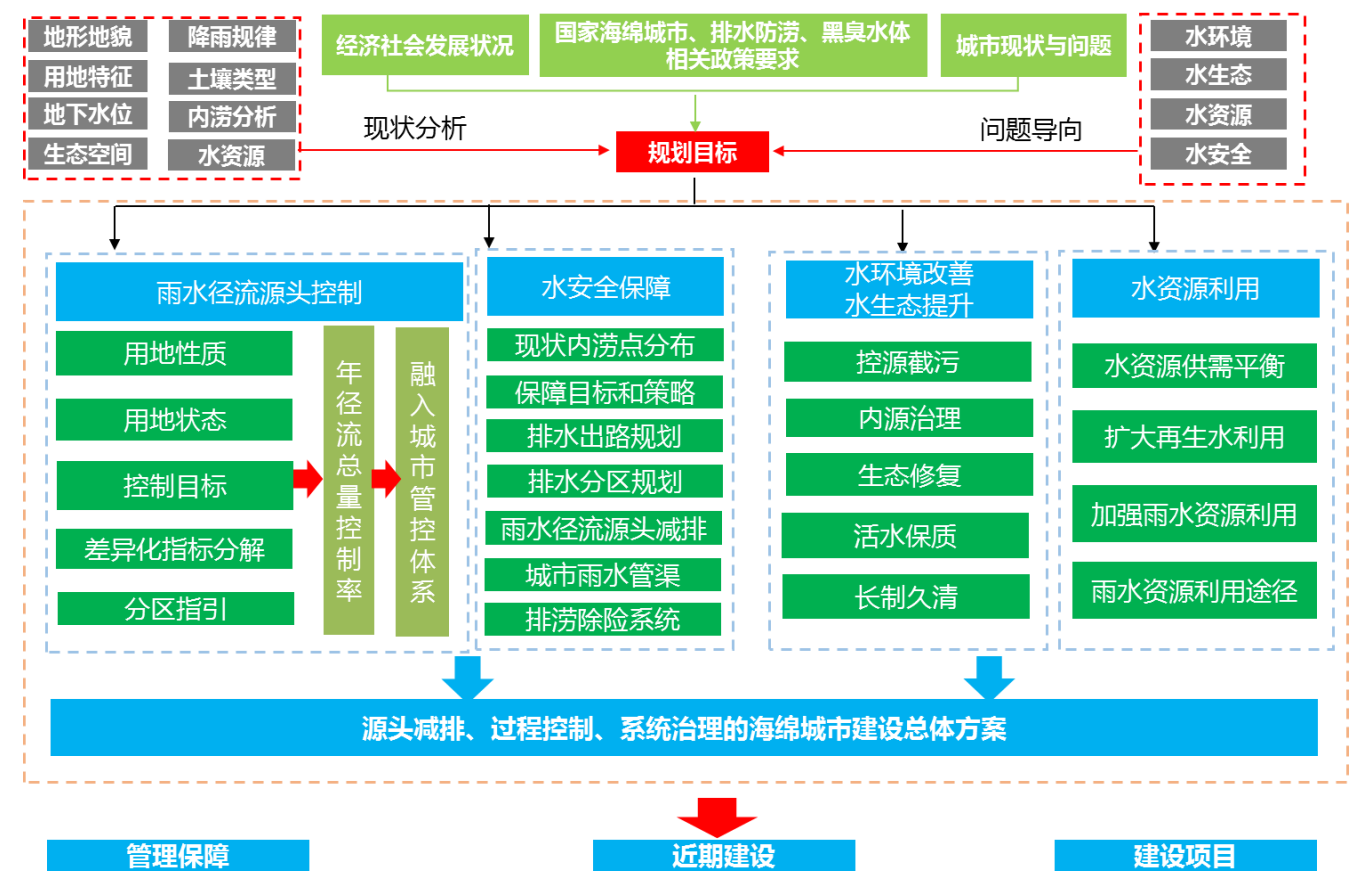 地形地貌
降雨规律
用地特征
土壤类型
地下水位
内涝分析
生态空间
水资源
经济社会发展状况
国家海绵城市、排水防涝、黑臭水体
相关政策要求
城市现状与问题
水环境
水生态
水资源
水安全
现状分析
问题导向
规划目标
雨水径流源头控制
用地性质
用地状态
控制目标
差异化指标分解
分区指引
年径流总量控制率
融入城市管控体系
水安全保障
现状内涝点分布
保障目标和策略
排水出路规划
排水分区规划
雨水径流源头减排
城市雨水管渠
排涝除险系统
水环境改善
水生态提升
控源截污
内源治理
生态修复
活水保质
长制久清
水资源利用
水资源供需平衡
扩大再生水利用
加强雨水资源利用
雨水资源利用途径
源头减排、过程控制、系统治理的海绵城市建设总体方案
管理保障
近期建设
建设项目